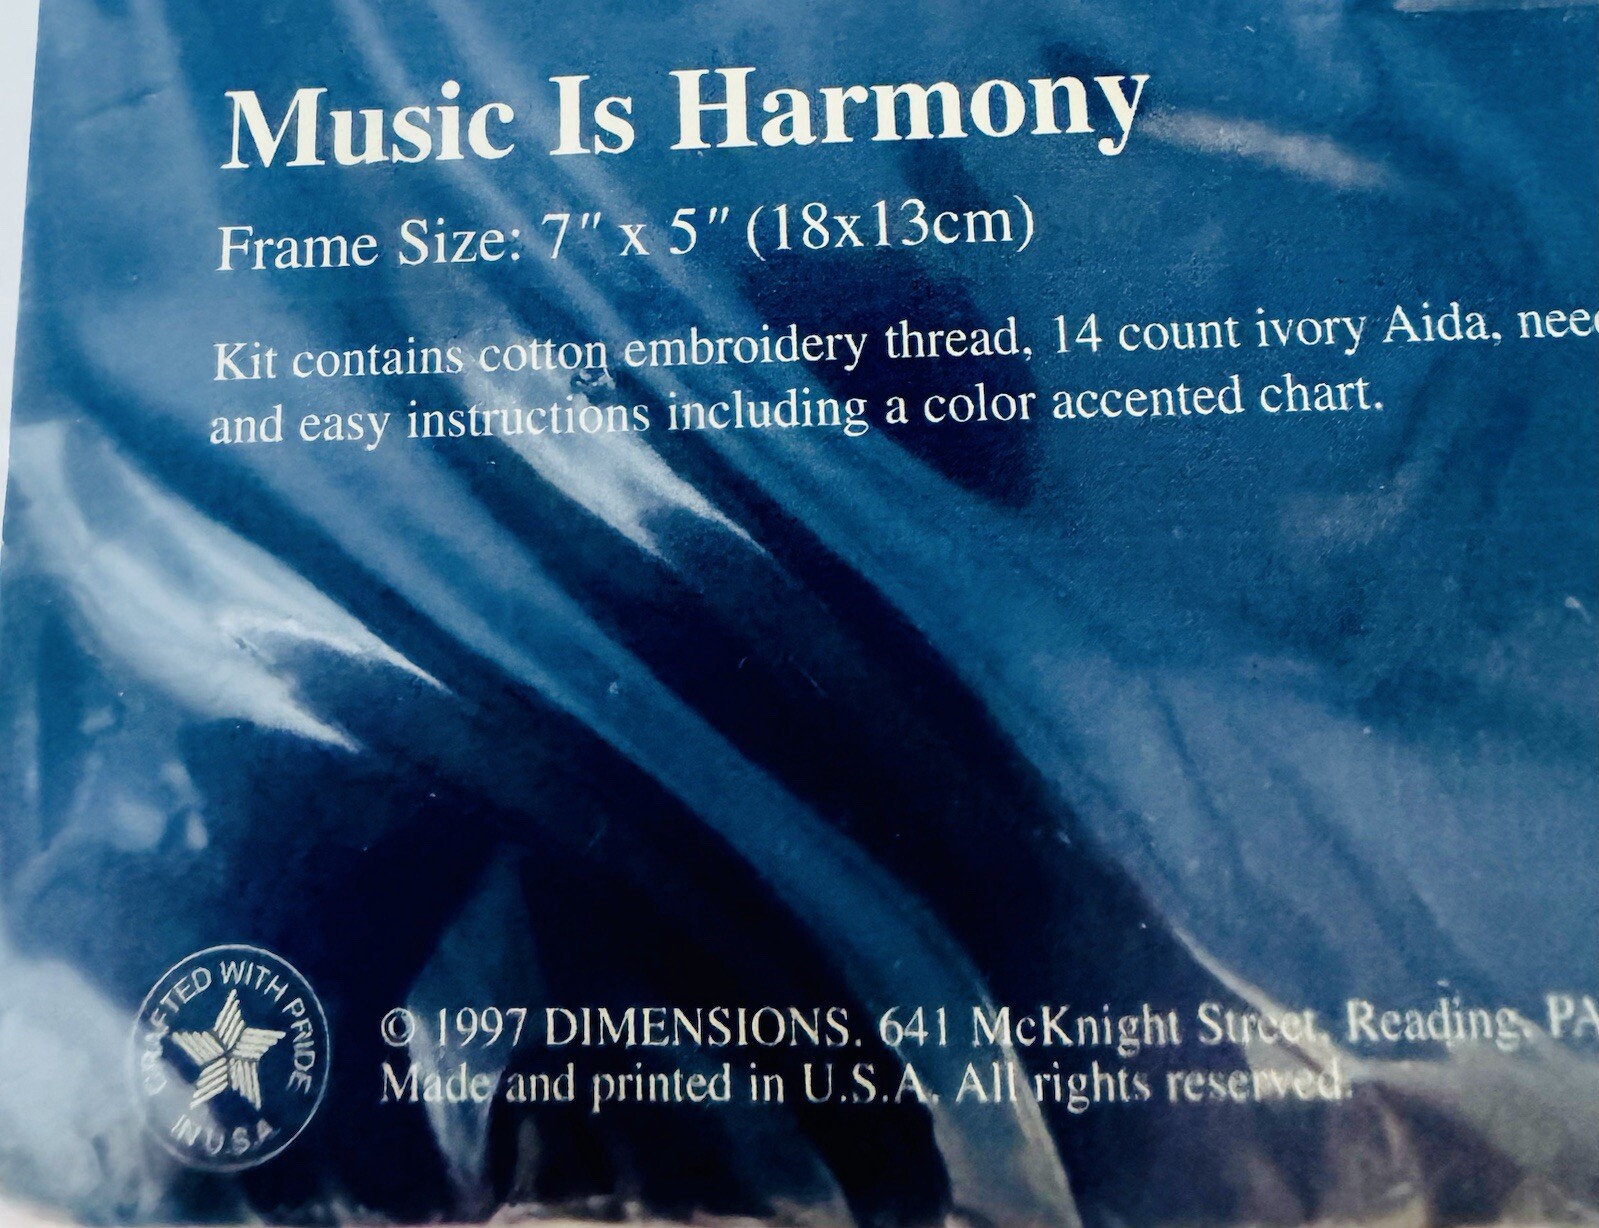 Music Is Harmony
Frame Size: 7" x 5" (18x13cm)
Kit contains cotton embroidery thread, 14 count ivory Aida,
and easy instructions including a color accented chart.
CRAFTED WITH PRIDE
IN U.S.A
© 1997 DIMENSIONS. 641 McKnight Street, Reading, PA
Made and printed in U.S.A. All rights reserved.